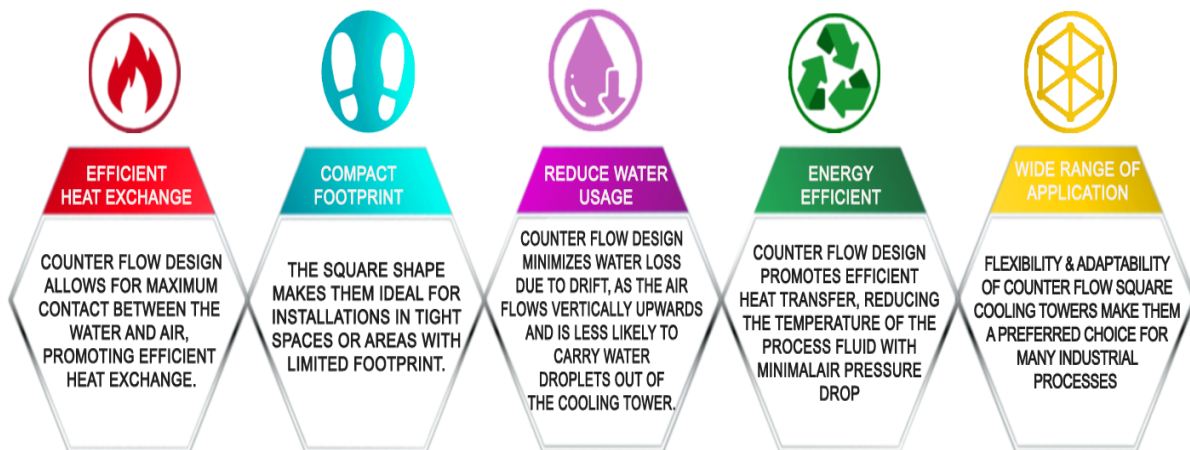 EFFICIENT
HEAT EXCHANGE
COUNTER FLOW DESIGN
ALLOWS FOR MAXIMUM
CONTACT BETWEEN THE
WATER AND AIR,
PROMOTING EFFICIENT
HEAT EXCHANGE.
COMPACT
FOOTPRINT
THE SQUARE SHAPE
MAKES THEM IDEAL FOR
INSTALLATIONS IN TIGHT
SPACES OR AREAS WITH
LIMITED FOOTPRINT.
REDUCE WATER
USAGE
COUNTER FLOW DESIGN
MINIMIZES WATER LOSS
DUE TO DRIFT, AS THE AIR
FLOWS VERTICALLY UPWARDS
AND IS LESS LIKELY TO
CARRY WATER
DROPLETS OUT OF
THE COOLING TOWER.
ENERGY
EFFICIENT
COUNTER FLOW DESIGN
PROMOTES EFFICIENT
HEAT TRANSFER, REDUCING
THE TEMPERATURE OF THE
PROCESS FLUID WITH
MINIMALAIR PRESSURE
DROP
WIDE RANGE OF
APPLICATION
FLEXIBILITY & ADAPTABILITY
OF COUNTER FLOW SQUARE
COOLING TOWERS MAKE THEM
A PREFERRED CHOICE FOR
MANY INDUSTRIAL
PROCESSES